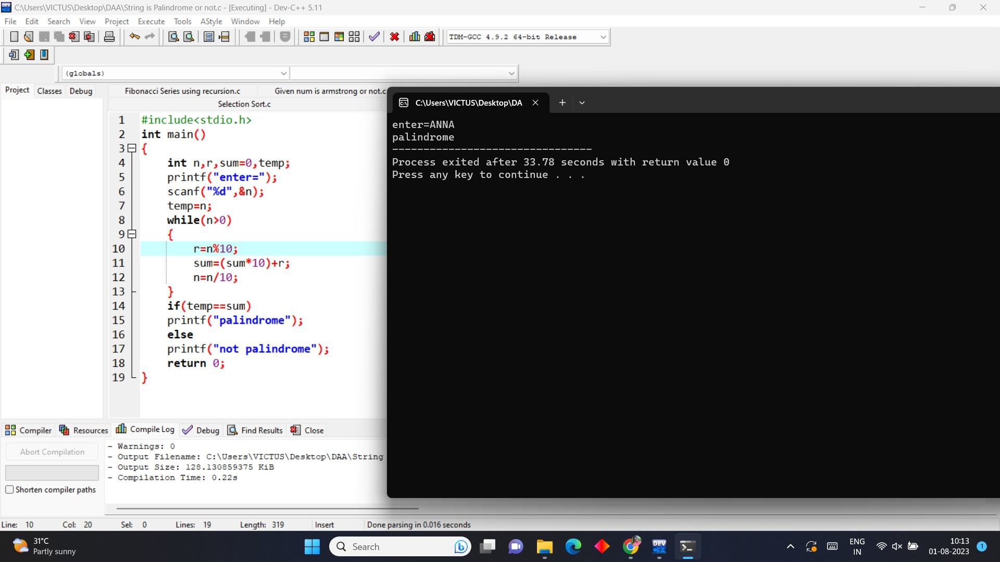 C:\Users\VICTUS\Desktop\DAA\String is Palindrome or not.c - [Executing] - Dev-C++ 5.11
File Edit Search View Project Execute Tools AStyle Window Help
TDM-GCC 4.9.2 64-bit Release
(globals)
Project Classes Debug
Fibonacci Series using recursion.c Given num is armstrong or not.c
Selection Sort.c
1 #include<stdio.h>
2 int main()
3 {
4 int n,r,sum=0,temp;
5 printf("enter=");
6 scanf("%d",&n);
7 temp=n;
8 while(n>0)
9 {
10 r=n%10;
11 sum=(sum*10)+r;
12 n=n/10;
13 }
14 if(temp==sum)
15 printf("palindrome");
16 else
17 printf("not palindrome");
18 return 0;
19 }
C:\Users\VICTUS\Desktop\DA
enter=ANNA
palindrome
--------------------------------
Process exited after 33.78 seconds with return value 0
Press any key to continue . . .
Compiler Resources Compile Log Debug Find Results Close
Abort Compilation
Shorten compiler paths
- Warnings: 0
- Output Filename: C:\Users\VICTUS\Desktop\DAA\String
- Output Size: 128.130859375 KiB
- Compilation Time: 0.22s
Line: 10 Col: 20 Sel: 0 Lines: 19 Length: 319 Insert Done parsing in 0.016 seconds
31°C
Partly sunny
Search
DEV
ENG
IN
10:13
01-08-2023
1